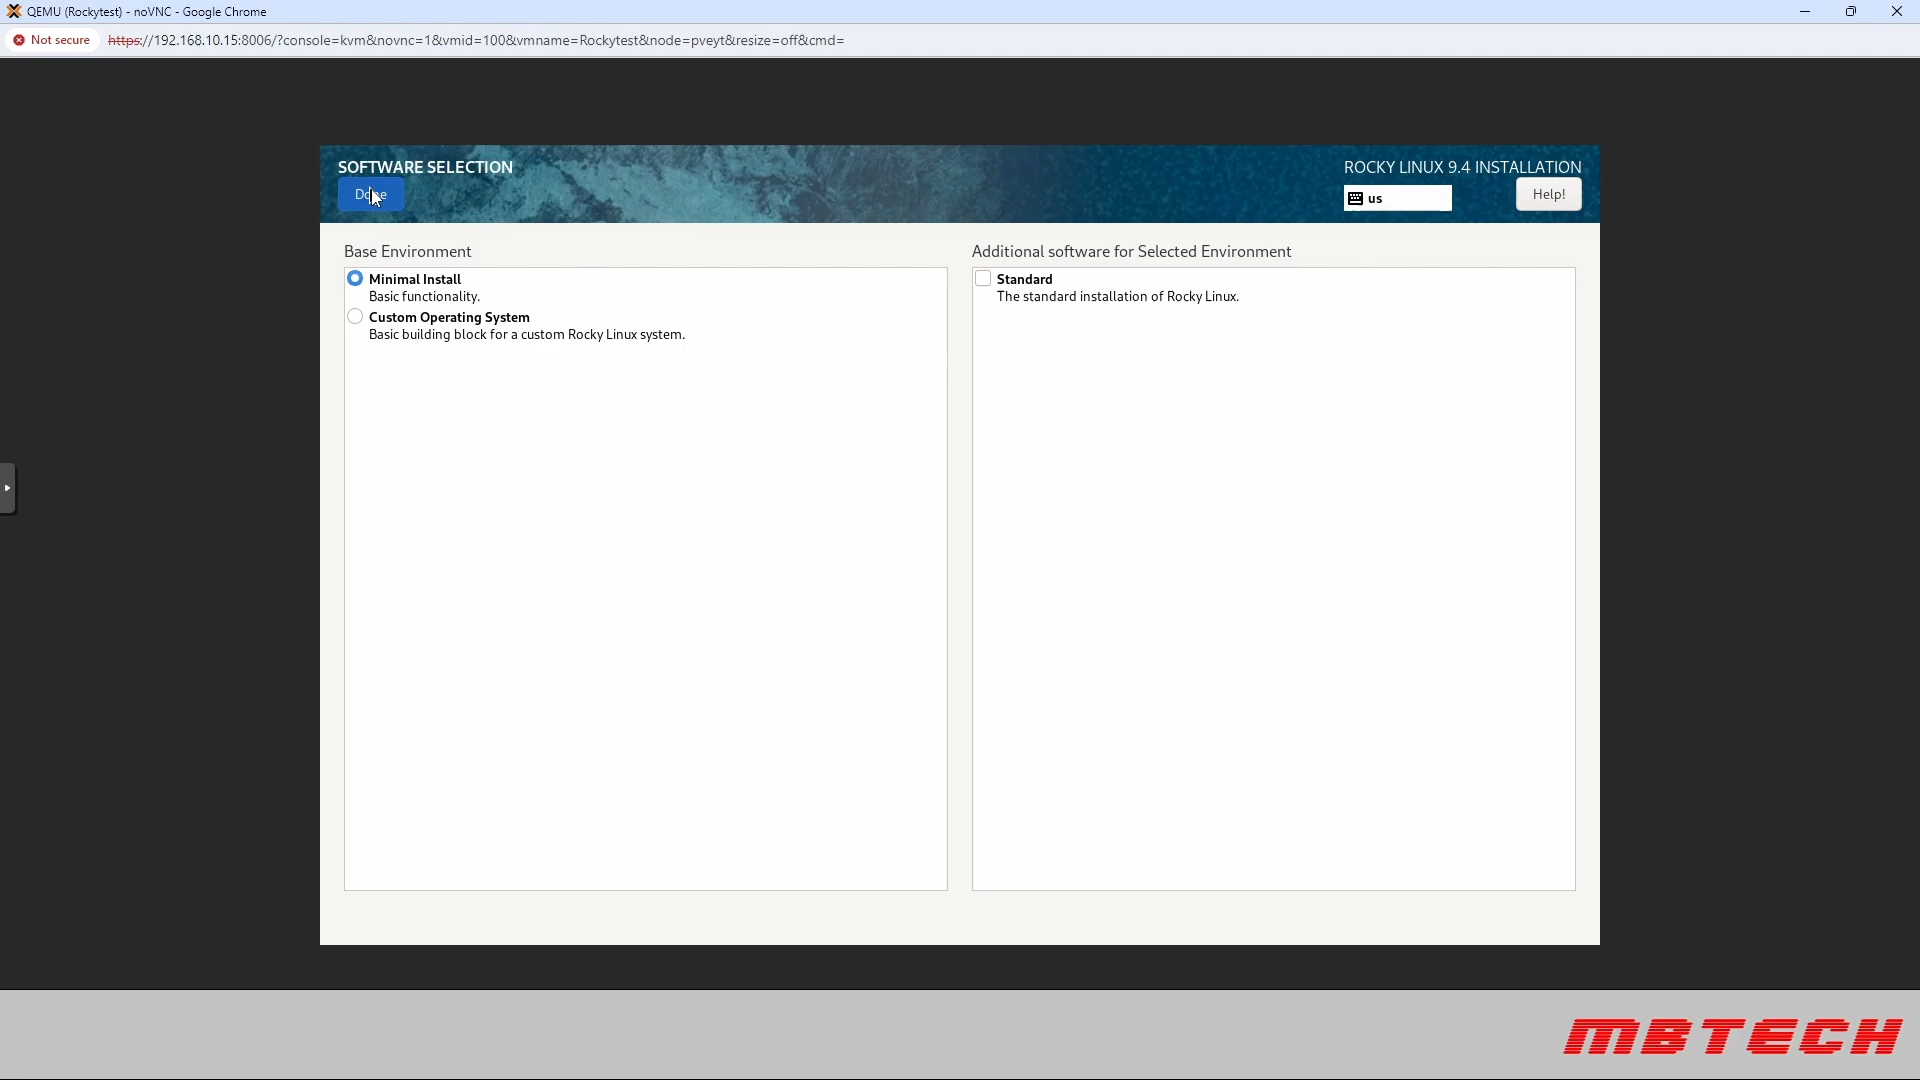 QEMU (Rockytest) - noVNC - Google Chrome
Not secure https://192.168.10.15:8006/?console=kvm&novnc=1&vmid=100&vmname=Rockytest&node=pveyt&resize=off&cmd=
SOFTWARE SELECTION
Done
ROCKY LINUX 9.4 INSTALLATION
us
Help!
Base Environment
Minimal Install
Basic functionality.
Custom Operating System
Basic building block for a custom Rocky Linux system.
Additional software for Selected Environment
Standard
The standard installation of Rocky Linux.
MBTECH